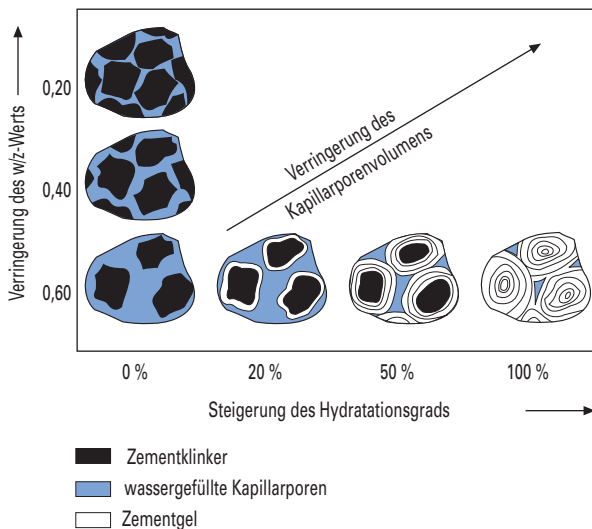 Verringerung des w/z-Werts
0,20
0,40
0,60
Verringerung des
Kapillarporenvolumens
0 %
20 %
50 %
100 %
Steigerung des Hydratationsgrads
Zementklinker
wassergefüllte Kapillarporen
Zementgel